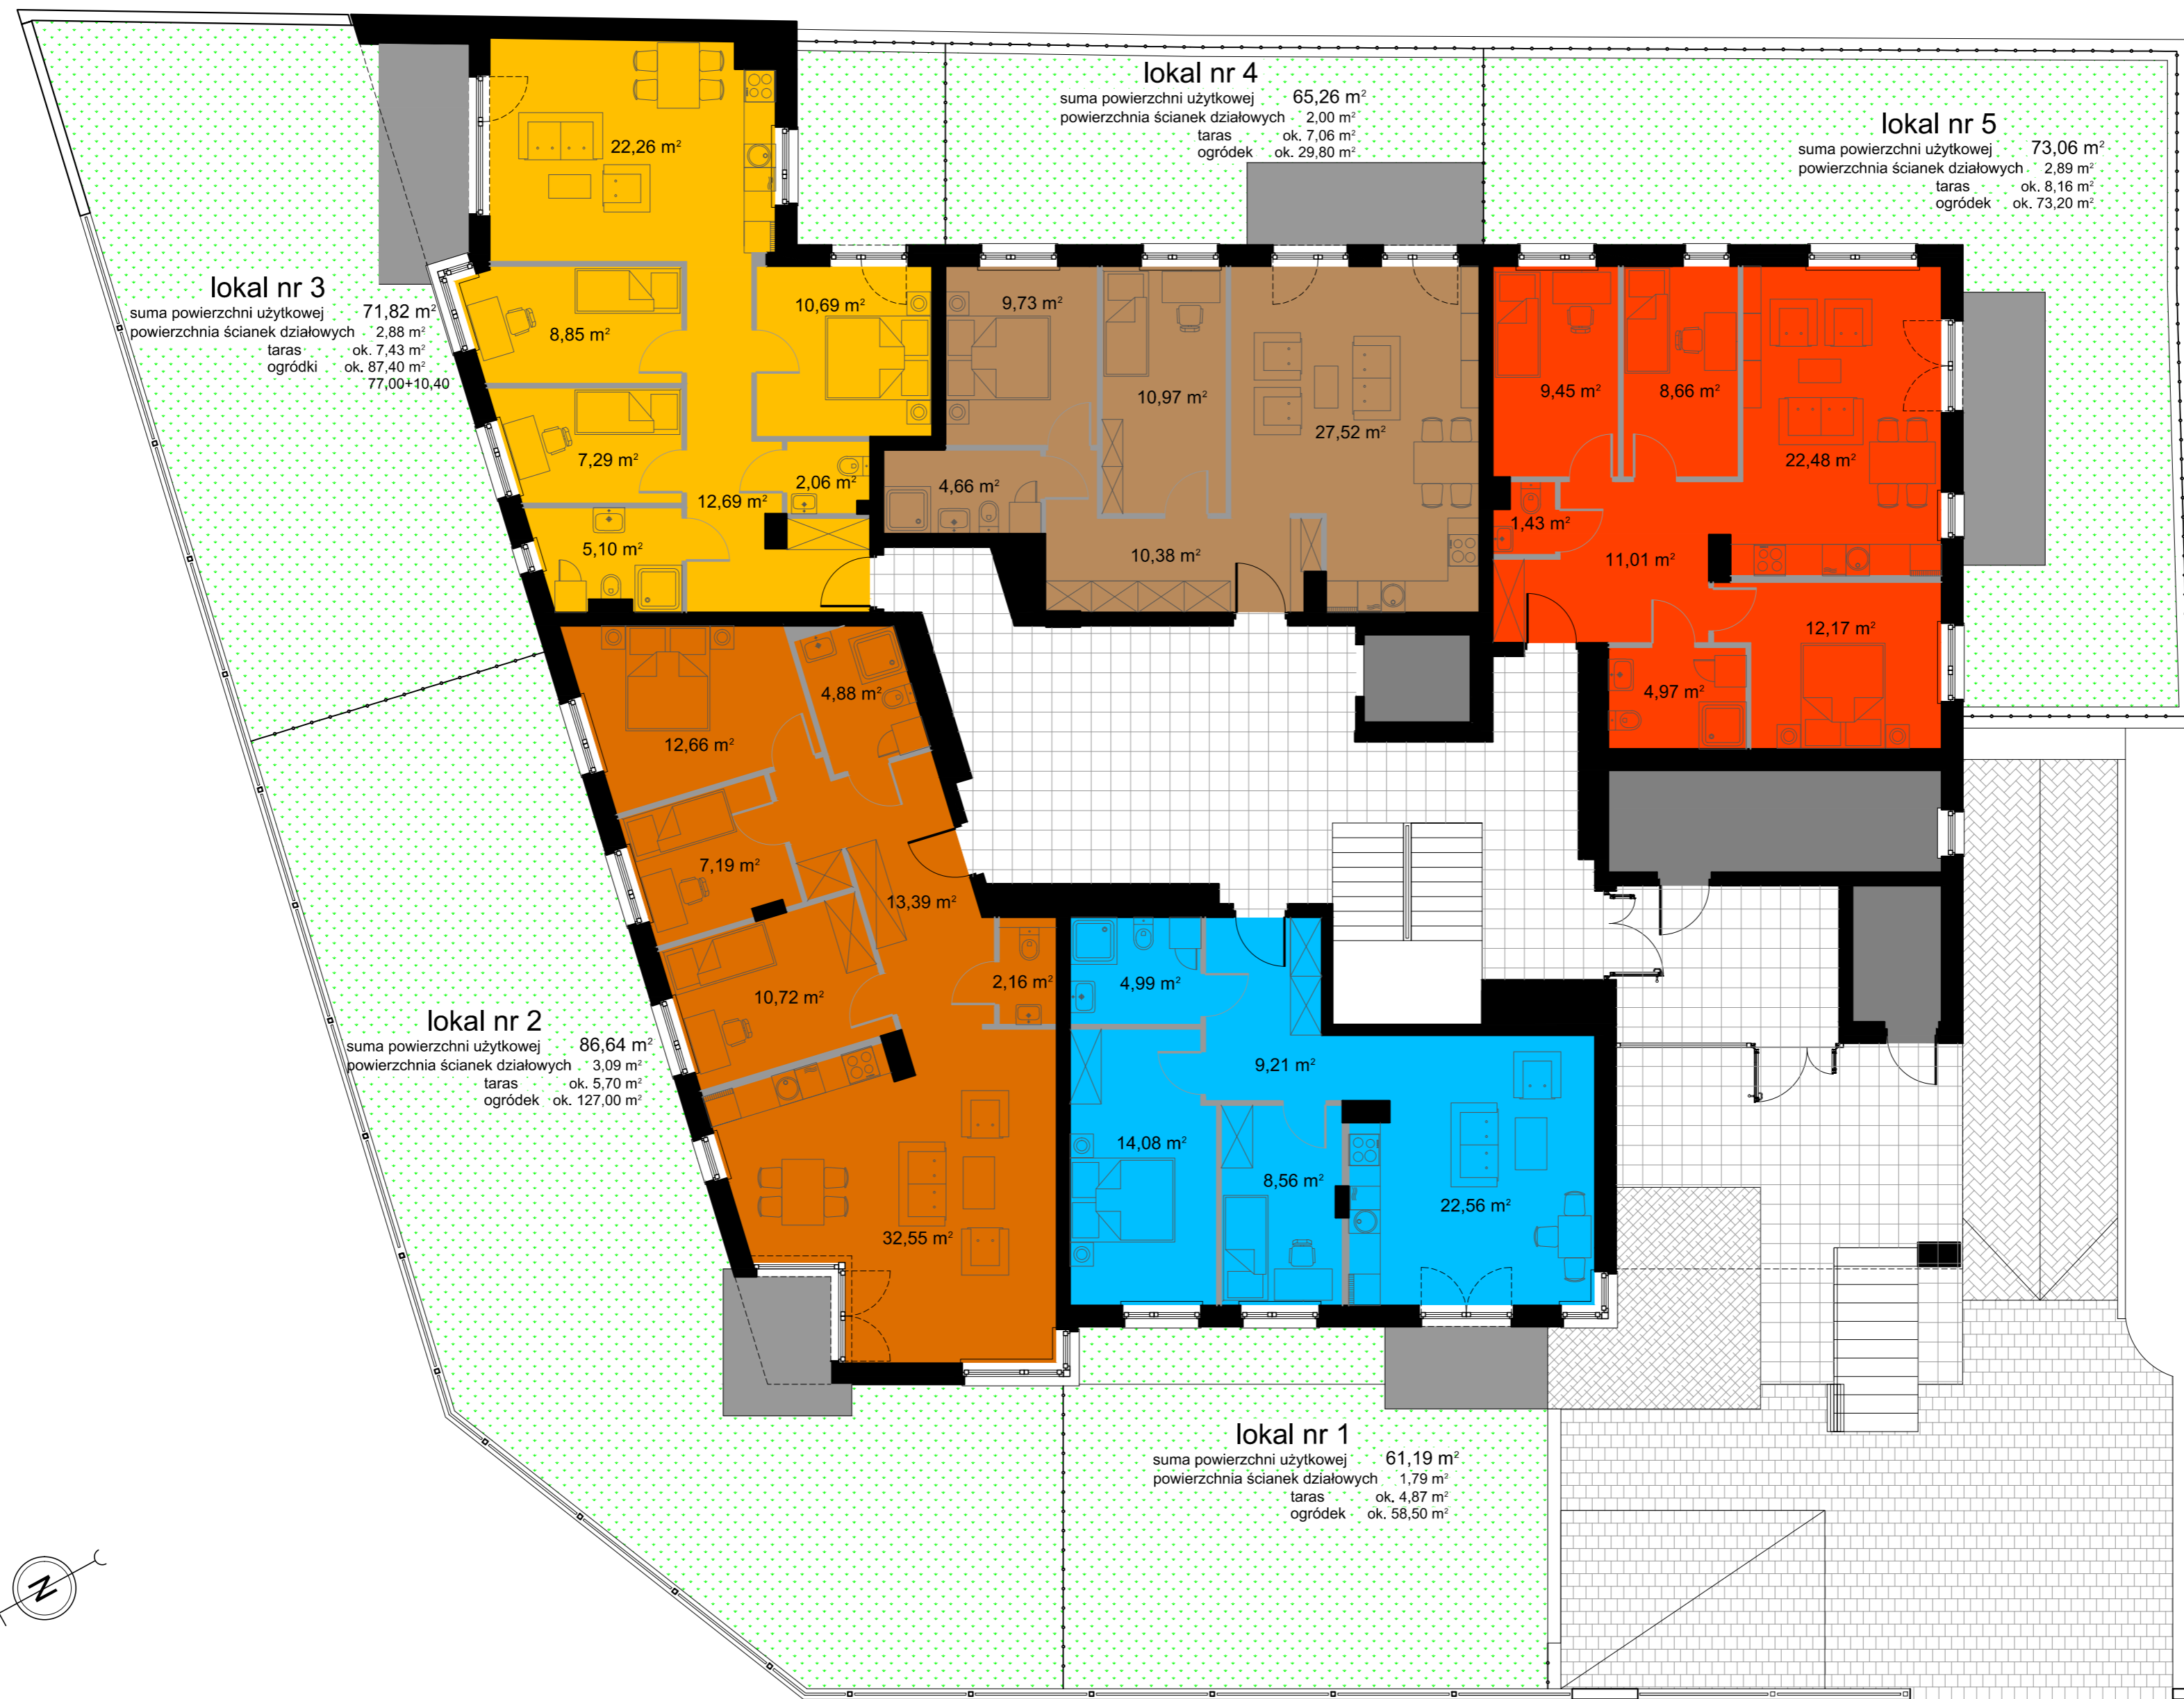 lokal nr 4
suma powierzchni użytkowej 65,26 m²
powierzchnia ścianek działowych 2,00 m²
taras ok. 7,06 m²
ogródek ok. 29,80 m²
lokal nr 5
suma powierzchni użytkowej 73,06 m²
powierzchnia ścianek działowych 2,89 m²
taras ok. 8,16 m²
ogródek ok. 73,20 m²
lokal nr 3
suma powierzchni użytkowej 71,82 m²
powierzchnia ścianek działowych 2,88 m²
taras ok. 7,43 m²
ogródki ok. 87,40 m²
77,00+10,40
22,26 m²
8,85 m²
10,69 m²
7,29 m²
2,06 m²
12,69 m²
5,10 m²
9,73 m²
10,97 m²
27,52 m²
4,66 m²
10,38 m²
9,45 m²
8,66 m²
22,48 m²
1,43 m²
11,01 m²
12,17 m²
4,97 m²
4,88 m²
12,66 m²
7,19 m²
13,39 m²
10,72 m²
2,16 m²
32,55 m²
lokal nr 2
suma powierzchni użytkowej 86,64 m²
powierzchnia ścianek działowych 3,09 m²
taras ok. 5,70 m²
ogródek ok. 127,00 m²
4,99 m²
9,21 m²
14,08 m²
8,56 m²
22,56 m²
lokal nr 1
suma powierzchni użytkowej 61,19 m²
powierzchnia ścianek działowych 1,79 m²
taras ok. 4,87 m²
ogródek ok. 58,50 m²
N